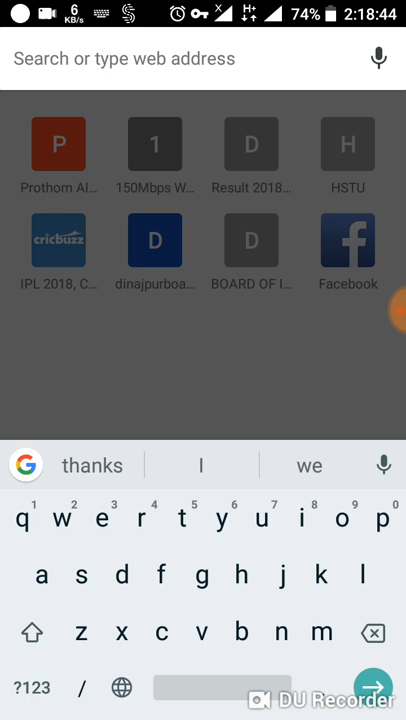 6 KB/s X H+ 74% 2:18:44
Search or type web address
P 1 D H
Prothom Al... 150Mbps W... Result 2018... HSTU
cricbuzz D D f
IPL 2018, C... dinajpurboa... BOARD OF I... Facebook
G thanks I we
1 2 3 4 5 6 7 8 9 0
q w e r t y u i o p
a s d f g h j k l
z x c v b n m
?123 / .
DU Recorder